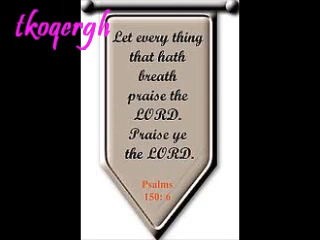 tkoqergh
Let every thing
that hath
breath
praise the
LORD.
Praise ye
the LORD.
Psalms
150: 6